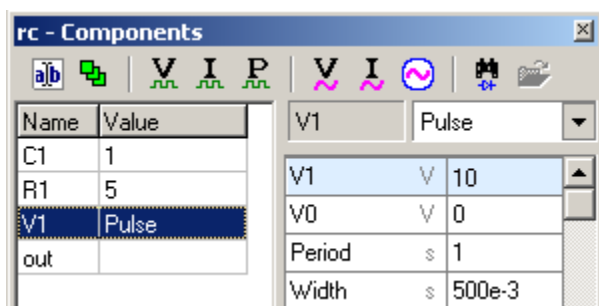 rc - Components
a b V I P V I
Name Value
C1 1
R1 5
V1 Pulse
out
V1 Pulse
V1 V 10
V0 V 0
Period s 1
Width s 500e-3